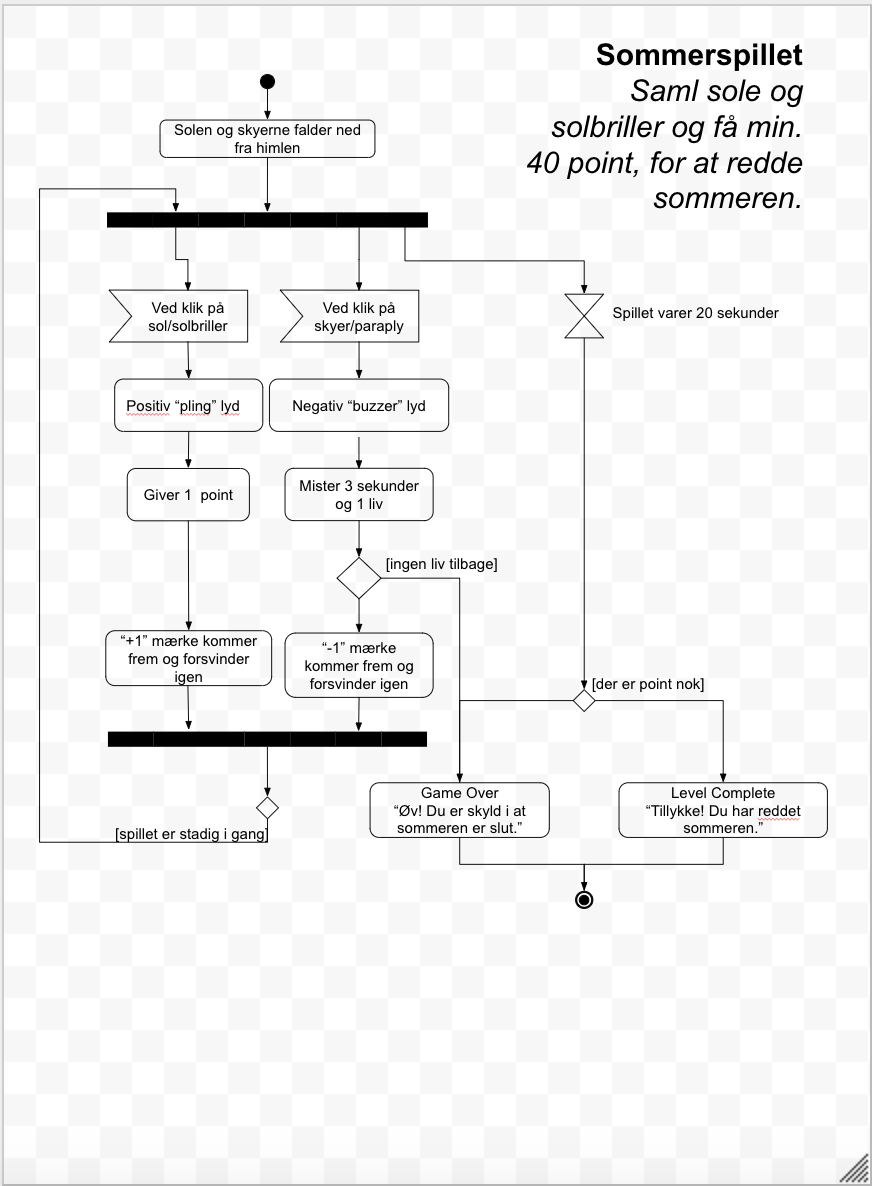 Sommerspillet
Saml sole og
solbriller og få min.
40 point, for at redde
sommeren.
Solen og skyerne falder ned
fra himlen
Ved klik på
sol/solbriller
Ved klik på
skyer/paraply
Spillet varer 20 sekunder
Positiv “pling” lyd
Negativ “buzzer” lyd
Giver 1 point
Mister 3 sekunder
og 1 liv
[ingen liv tilbage]
“+1” mærke kommer
frem og forsvinder
igen
“-1” mærke
kommer frem og
forsvinder igen
[der er point nok]
Game Over
“Øv! Du er skyld i at
sommeren er slut.”
Level Complete
“Tillykke! Du har reddet
sommeren.”
[spillet er stadig i gang]